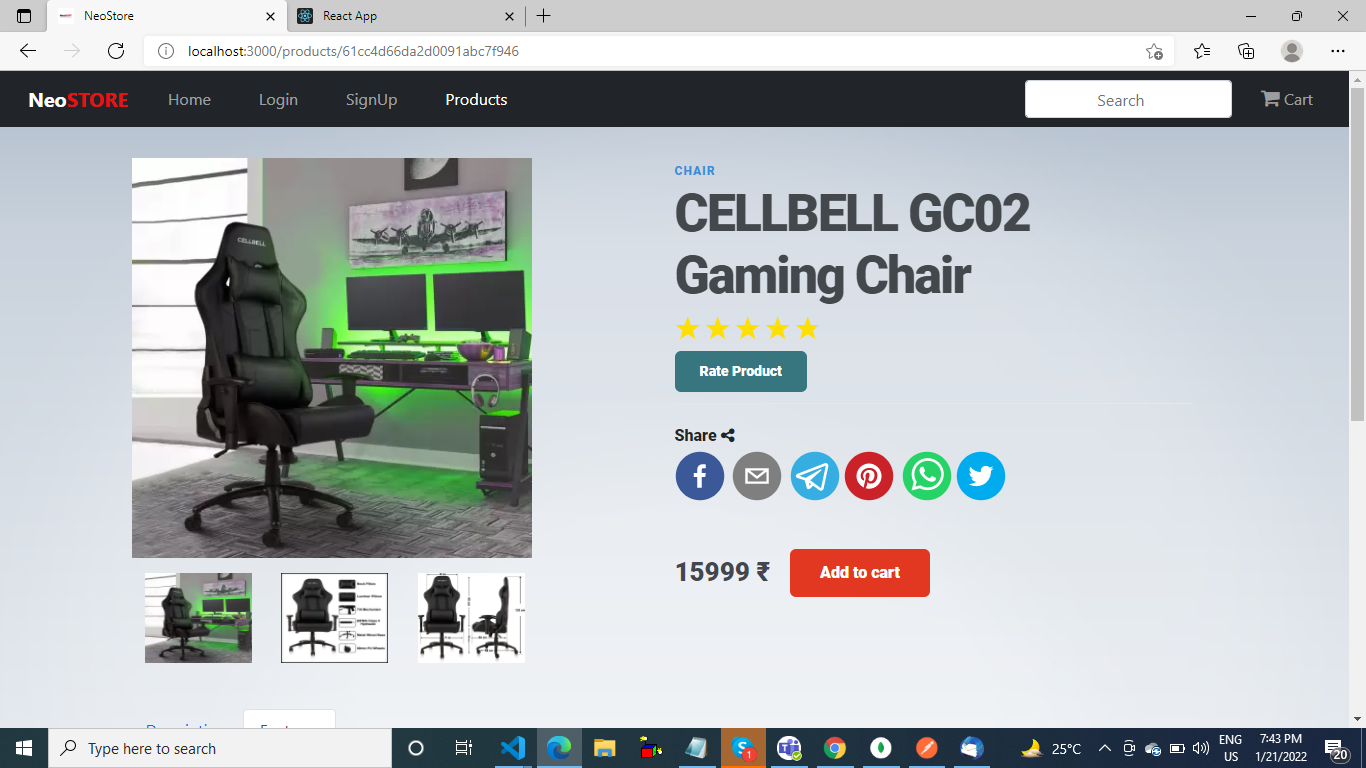 NeoStore
React App
localhost:3000/products/61cc4d66da2d0091abc7f946
NeoSTORE
Home
Login
SignUp
Products
Search
Cart
CELLBELL
CHAIR
CELLBELL GC02
Gaming Chair
Rate Product
Share
15999 ₹
Add to cart
Type here to search
25°C
ENG
US
7:43 PM
1/21/2022
20